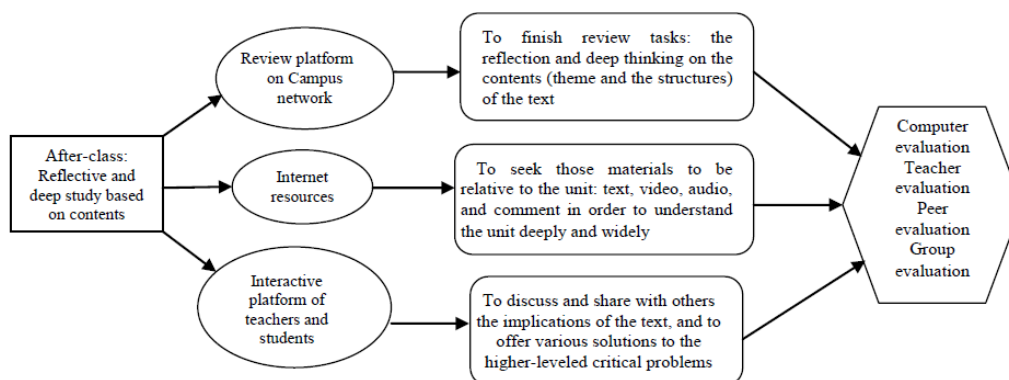 After-class:
Reflective and
deep study based
on contents
Review platform
on Campus
network
To finish review tasks: the
reflection and deep thinking on the
contents (theme and the structures)
of the text
Internet
resources
To seek those materials to be
relative to the unit: text, video, audio,
and comment in order to understand
the unit deeply and widely
Interactive
platform of
teachers and
students
To discuss and share with others
the implications of the text, and to
offer various solutions to the
higher-leveled critical problems
Computer
evaluation
Teacher
evaluation
Peer
evaluation
Group
evaluation